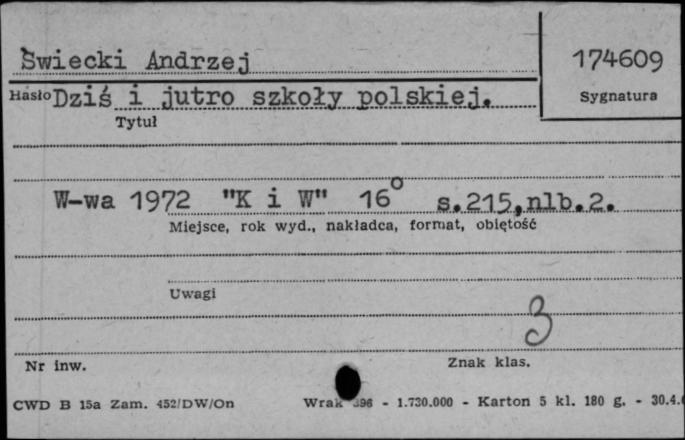 Świecki Andrzej
174609
Hasło Dziś i jutro szkoły polskiej.
Sygnatura
Tytuł
W-wa 1972 "K i W" 16° s.215,nlb.2.
Miejsce, rok wyd., nakładca, format, objętość
Uwagi
3
Nr inw.
Znak klas.
CWD B 15a Zam. 452/DW/On Wrak 396 - 1.730.000 - Karton 5 kl. 180 g. - 30.4.